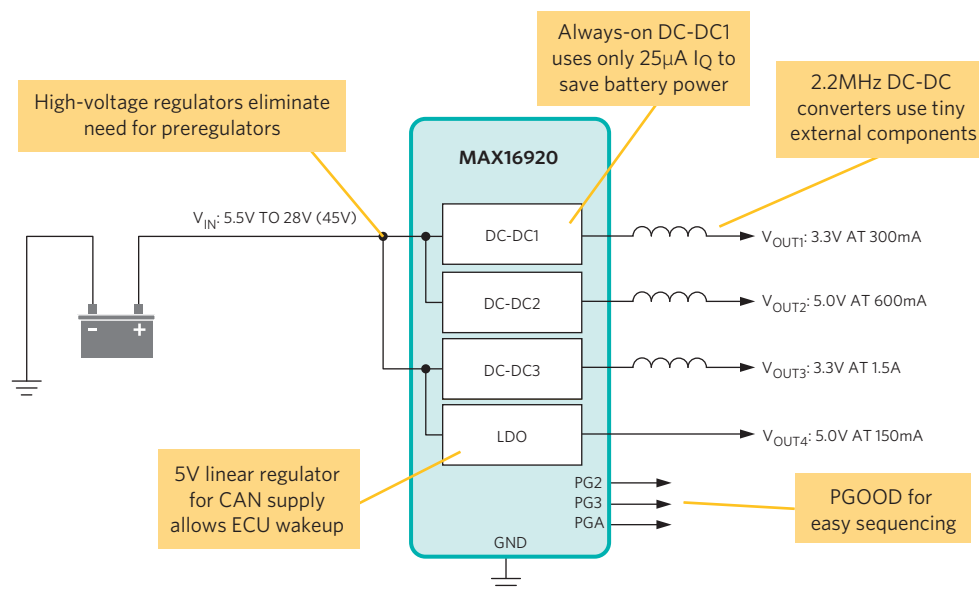 Always-on DC-DC1
uses only 25µA IQ to
save battery power
High-voltage regulators eliminate
need for preregulators
2.2MHz DC-DC
converters use tiny
external components
MAX16920
VIN: 5.5V TO 28V (45V)
DC-DC1
VOUT1: 3.3V AT 300mA
DC-DC2
VOUT2: 5.0V AT 600mA
- +
DC-DC3
VOUT3: 3.3V AT 1.5A
LDO
VOUT4: 5.0V AT 150mA
5V linear regulator
for CAN supply
allows ECU wakeup
PG2
PG3
PGA
PGOOD for
easy sequencing
GND